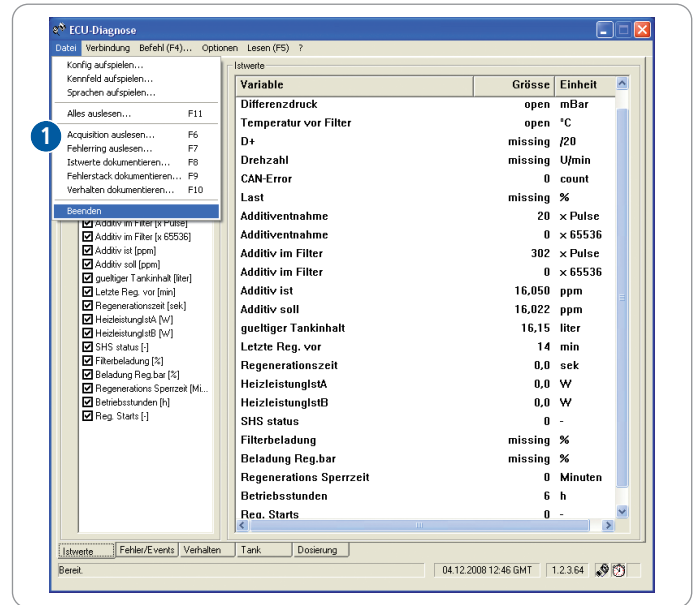 ECU-Diagnose
Datei Verbindung Befehl (F4)... Optionen Lesen (F5) ?
Konfig aufspielen...
Kennfeld aufspielen...
Sprachen aufspielen...
Alles auslesen... F11
1
Acquisition auslesen... F6
Fehlerring auslesen... F7
Istwerte dokumentieren... F8
Fehlerstack dokumentieren... F9
Verhalten dokumentieren... F10
Beenden
Additiv im Filter [x Pulse]
Additiv im Filter [x 65536]
Additiv ist [ppm]
Additiv soll [ppm]
gueltiger Tankinhalt [liter]
Letzte Reg. vor [min]
Regenerationszeit [sek]
HeizleistungIstA [W]
HeizleistungIstB [W]
SHS status [-]
Filterbeladung [%]
Beladung Reg.bar [%]
Regenerations Sperrzeit [Mi...
Betriebsstunden [h]
Reg. Starts [-]
Istwerte
Variable Grösse Einheit
Differenzdruck open mBar
Temperatur vor Filter open °C
D+ missing /20
Drehzahl missing U/min
CAN-Error 0 count
Last missing %
Additiventnahme 20 x Pulse
Additiventnahme 0 x 65536
Additiv im Filter 302 x Pulse
Additiv im Filter 0 x 65536
Additiv ist 16,050 ppm
Additiv soll 16,022 ppm
gueltiger Tankinhalt 16,15 liter
Letzte Reg. vor 14 min
Regenerationszeit 0,0 sek
HeizleistungIstA 0,0 W
HeizleistungIstB 0,0 W
SHS status 0 -
Filterbeladung missing %
Beladung Reg.bar missing %
Regenerations Sperrzeit 0 Minuten
Betriebsstunden 6 h
Reg. Starts 0 -
Istwerte Fehler/Events Verhalten Tank Dosierung
Bereit. 04.12.2008 12:46 GMT 1.2.3.64